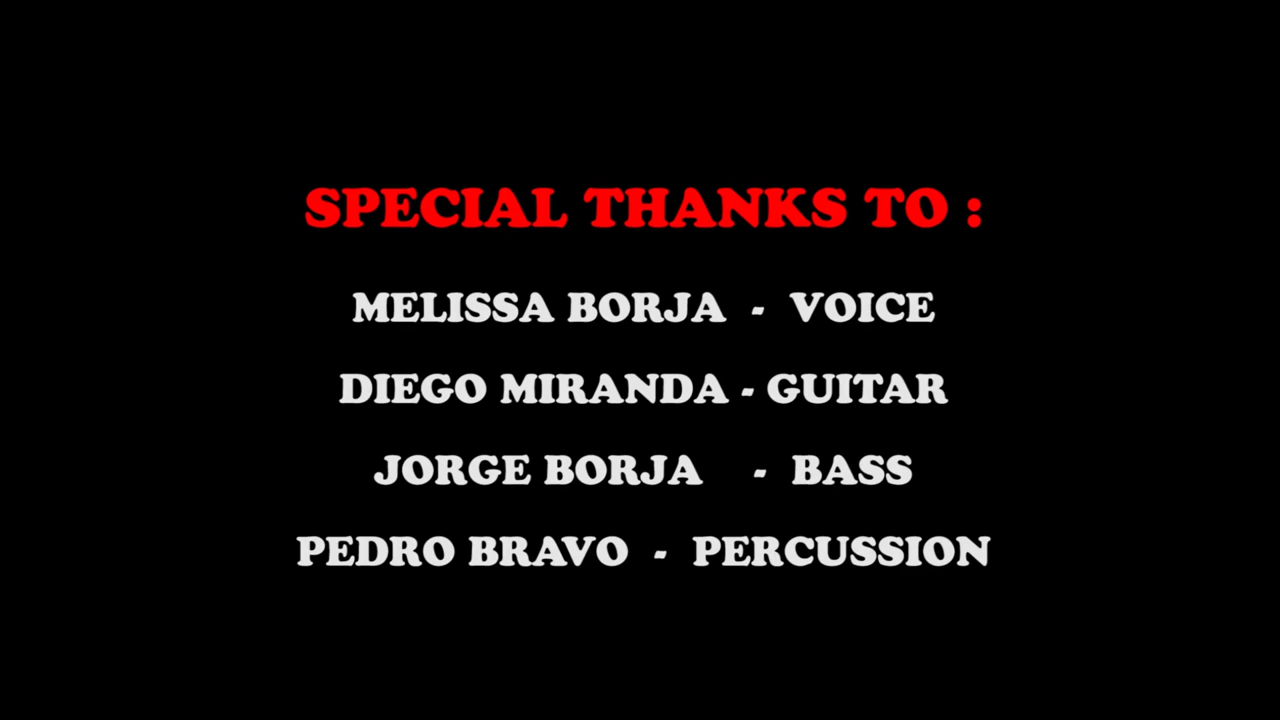 SPECIAL THANKS TO :
MELISSA BORJA - VOICE
DIEGO MIRANDA - GUITAR
JORGE BORJA - BASS
PEDRO BRAVO - PERCUSSION